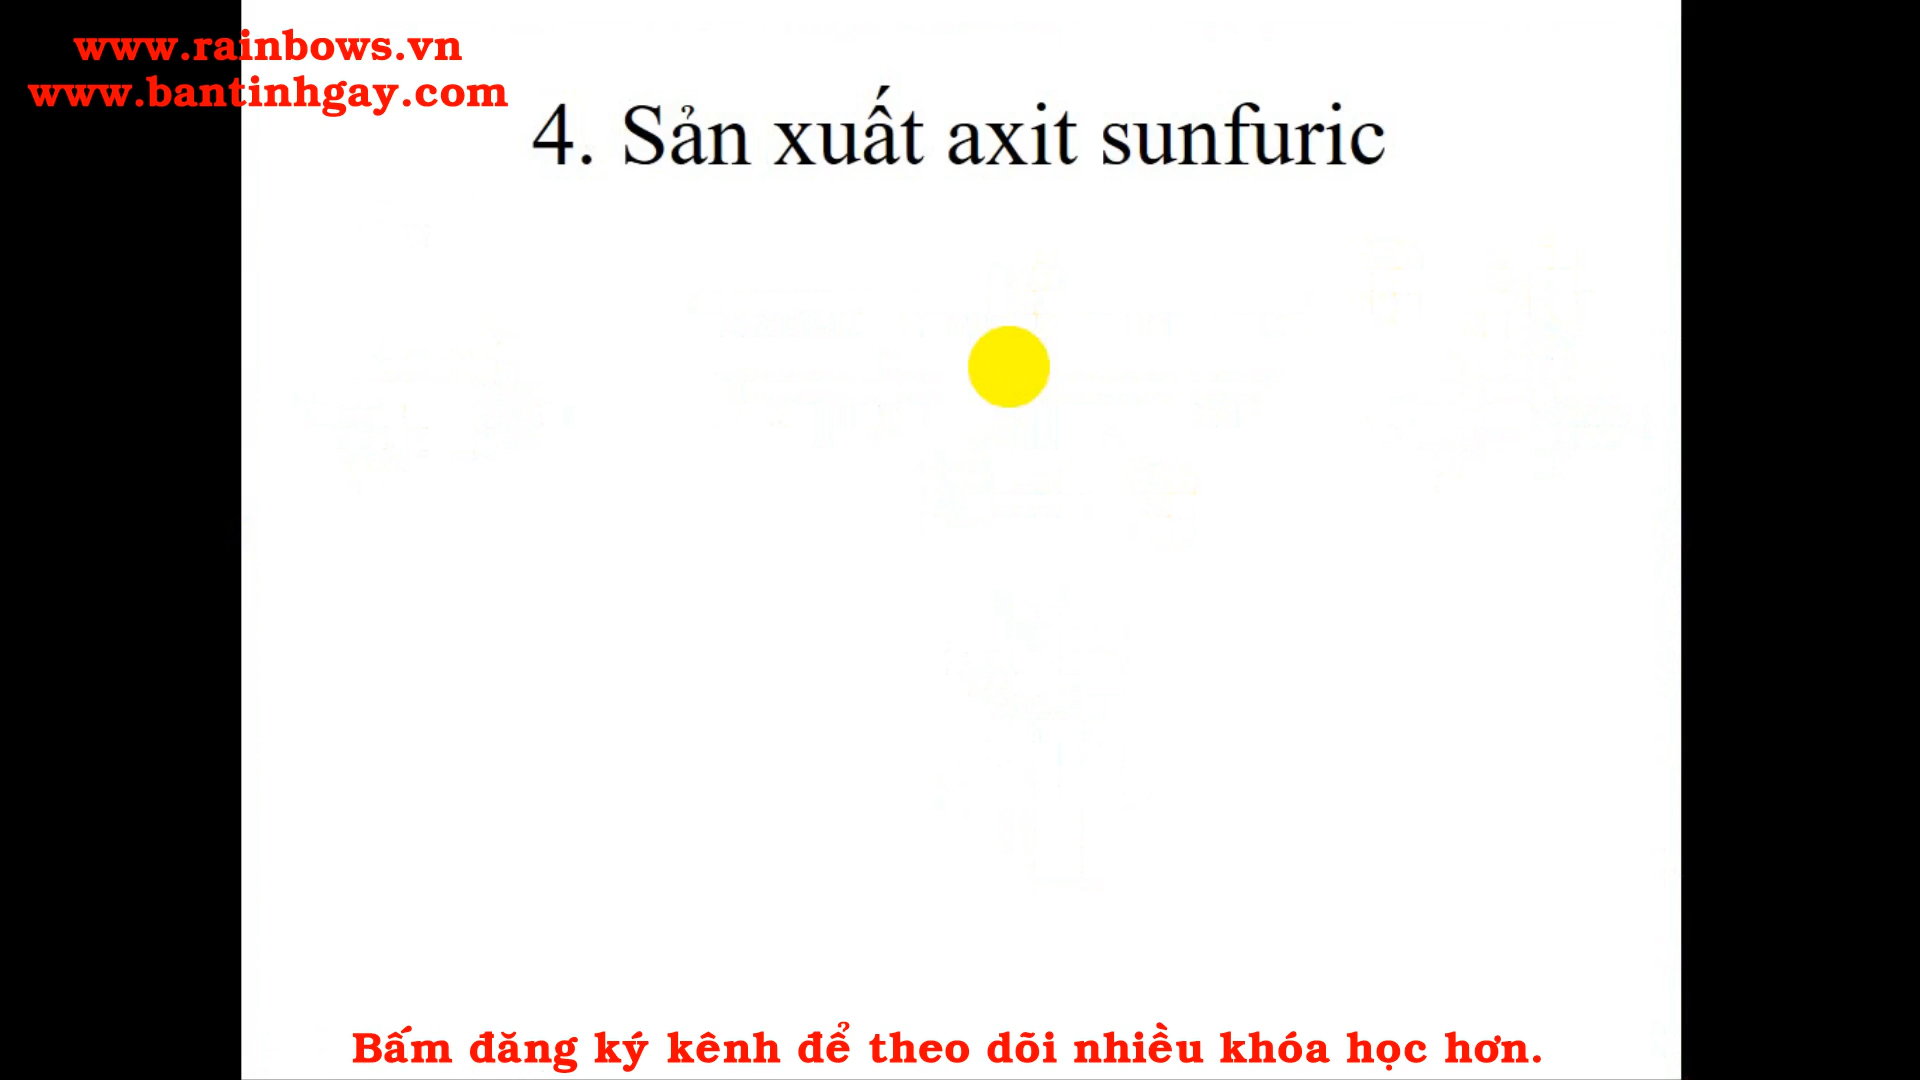 www.rainbows.vn
www.bantinhgay.com
4. Sản xuất axit sunfuric
Bấm đăng ký kênh để theo dõi nhiều khóa học hơn.